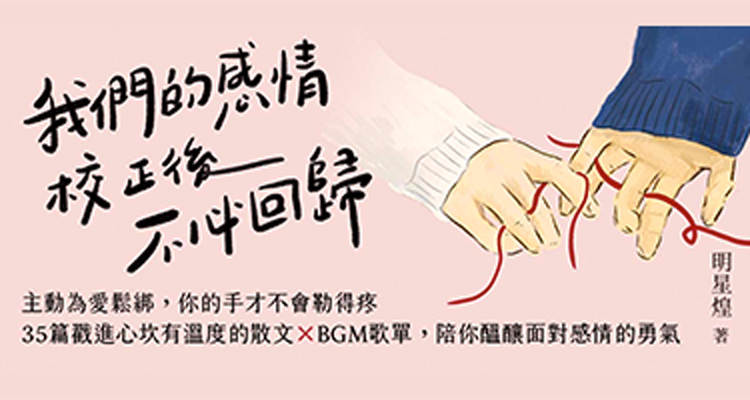 我們的感情
校正後
不必回歸
主動為愛鬆綁，你的手才不會勒得疼
35篇戳進心坎有溫度的散文×BGM歌單，陪你醞釀面對感情的勇氣
明星煌 著